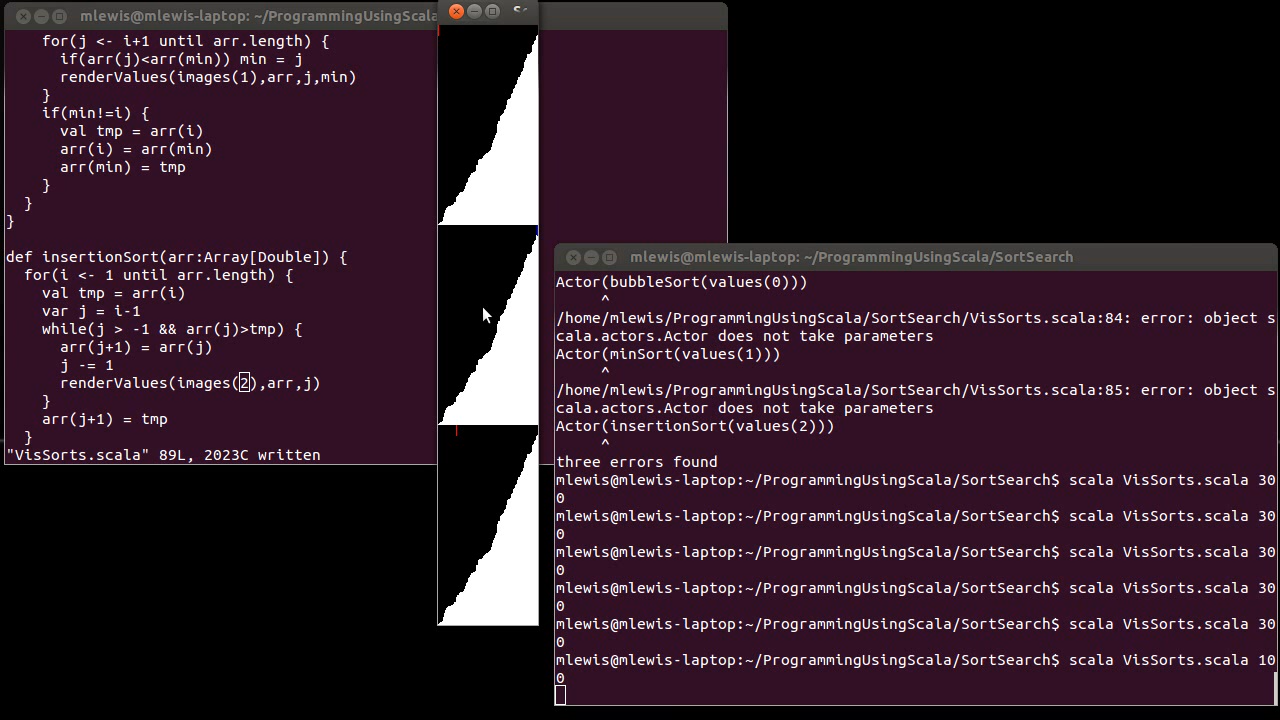 mlewis@mlewis-laptop: ~/ProgrammingUsingScala
    for(j <- i+1 until arr.length) {
      if(arr(j)<arr(min)) min = j
      renderValues(images(1),arr,j,min)
    }
    if(min!=i) {
      val tmp = arr(i)
      arr(i) = arr(min)
      arr(min) = tmp
    }
  }
}
def insertionSort(arr:Array[Double]) {
  for(i <- 1 until arr.length) {
    val tmp = arr(i)
    var j = i-1
    while(j > -1 && arr(j)>tmp) {
      arr(j+1) = arr(j)
      j -= 1
      renderValues(images(2),arr,j)
    }
    arr(j+1) = tmp
  }
"VisSorts.scala" 89L, 2023C written
mlewis@mlewis-laptop: ~/ProgrammingUsingScala/SortSearch
Actor(bubbleSort(values(0)))
     ^
/home/mlewis/ProgrammingUsingScala/SortSearch/VisSorts.scala:84: error: object s
cala.actors.Actor does not take parameters
Actor(minSort(values(1)))
     ^
/home/mlewis/ProgrammingUsingScala/SortSearch/VisSorts.scala:85: error: object s
cala.actors.Actor does not take parameters
Actor(insertionSort(values(2)))
     ^
three errors found
mlewis@mlewis-laptop:~/ProgrammingUsingScala/SortSearch$ scala VisSorts.scala 30
0
mlewis@mlewis-laptop:~/ProgrammingUsingScala/SortSearch$ scala VisSorts.scala 30
0
mlewis@mlewis-laptop:~/ProgrammingUsingScala/SortSearch$ scala VisSorts.scala 30
0
mlewis@mlewis-laptop:~/ProgrammingUsingScala/SortSearch$ scala VisSorts.scala 30
0
mlewis@mlewis-laptop:~/ProgrammingUsingScala/SortSearch$ scala VisSorts.scala 30
0
mlewis@mlewis-laptop:~/ProgrammingUsingScala/SortSearch$ scala VisSorts.scala 10
0